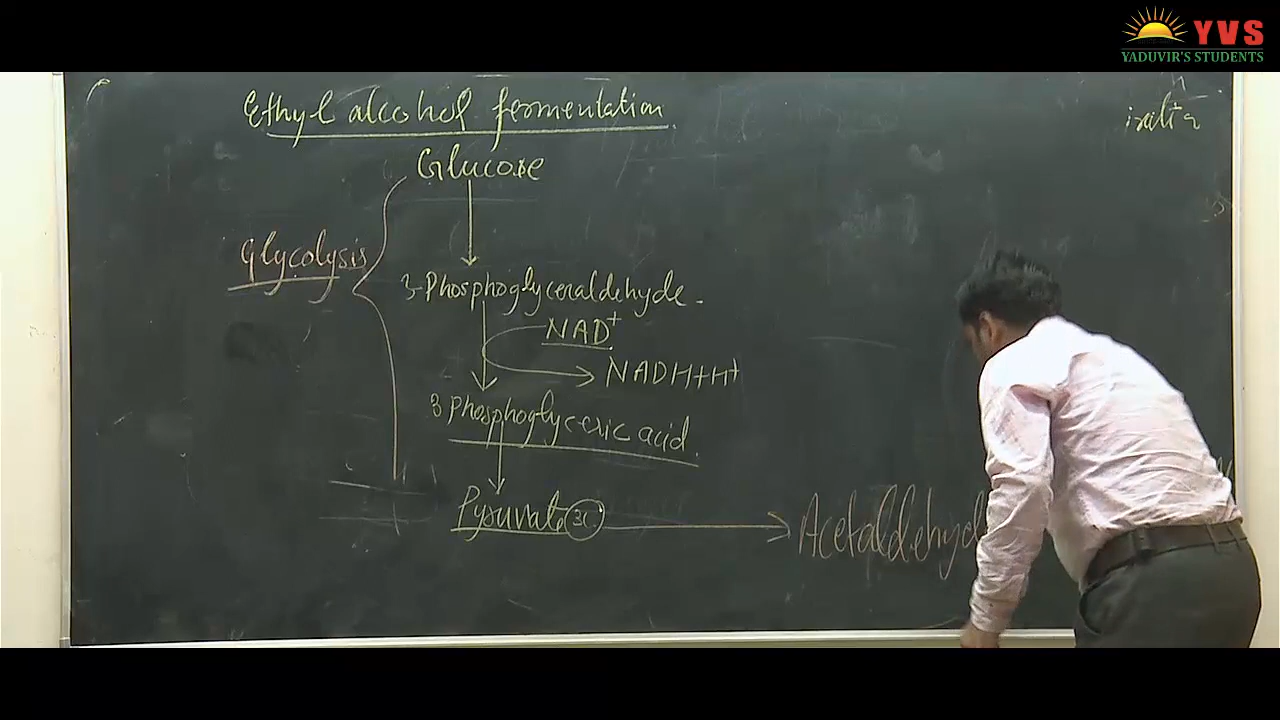 YVS
YADUVIR'S STUDENTS
Ethyl alcohol fermentation
Glucose
Glycolysis
3-Phosphoglyceraldehyde.
NAD+
NADH+H+
3 Phosphoglyceric acid.
Pyruvate 3C
Acetaldehyd